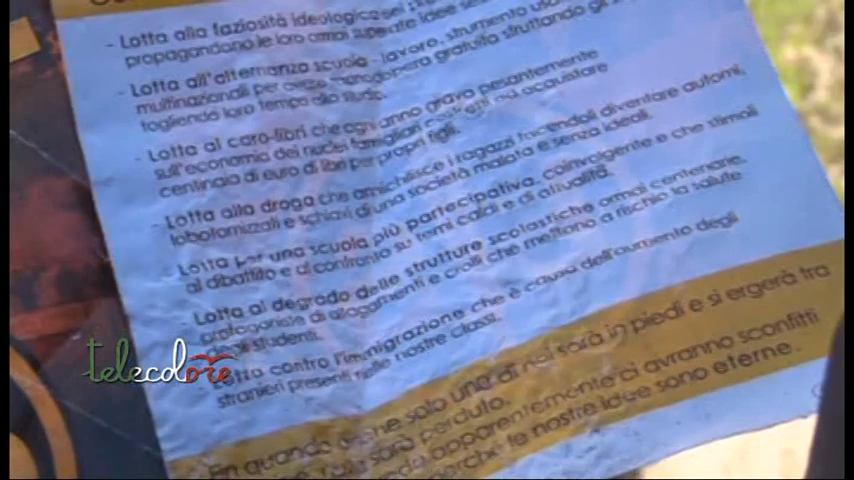 - Lotta alla faziosità ideologica
propagandono le loro ormai superate idee
- Lotta all'alternanza scuola - lavoro, strumento
multinazionali per avere manodopera gratuita sfruttando gli
togliendo loro tempo allo studio.
- Lotta al caro-libri che ogni anno grava pesantemente
sull'economia dei nuclei famigliari costretti ad acquistare
centinaia di euro di libri per propri figli.
- Lotta alla droga che amichilisce i ragazzi facendoli diventare automi,
lobotomizzati e schiavi di una società malata e senza ideali.
- Lotta per una scuola più partecipativa, coinvolgente e che stimoli
al dibattito e al confronto su temi caldi e di attualità.
- Lotta al degrado delle strutture scolastiche ormai centenarie,
protagoniste di allagamenti e crolli che mettono a rischio la salute
degli studenti.
Lotta contro l'immigrazione che è causa dell'aumento degli
stranieri presenti nelle nostre classi.
Fin quando anche solo uno di noi sarà in piedi e si ergerà tra
sarà perduto.
apparentemente ci avranno sconfitti
perche le nostre idee sono eterne.
telecolore